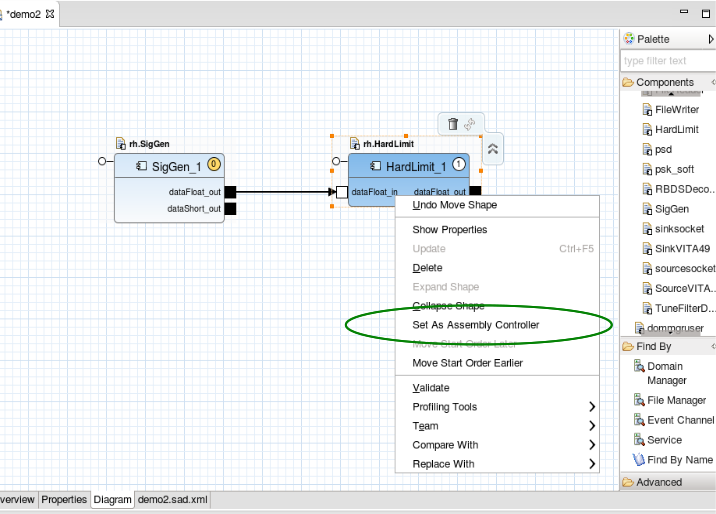 *demo2
Palette
type filter text
Components
FileWriter
HardLimit
psd
psk_soft
RBDSDeco...
SigGen
sinksocket
SinkVITA49
sourcesocket
SourceVITA...
TuneFilterD...
dommgruser
Find By
Domain
Manager
File Manager
Event Channel
Service
Find By Name
Advanced
rh.SigGen
SigGen_1
0
dataFloat_out
dataShort_out
rh.HardLimit
HardLimit_1
1
dataFloat_in dataFloat_out
Undo Move Shape
Show Properties
Update Ctrl+F5
Delete
Expand Shape
Collapse Shape
Set As Assembly Controller
Move Start Order Later
Move Start Order Earlier
Validate
Profiling Tools
Team
Compare With
Replace With
verview Properties Diagram demo2.sad.xml